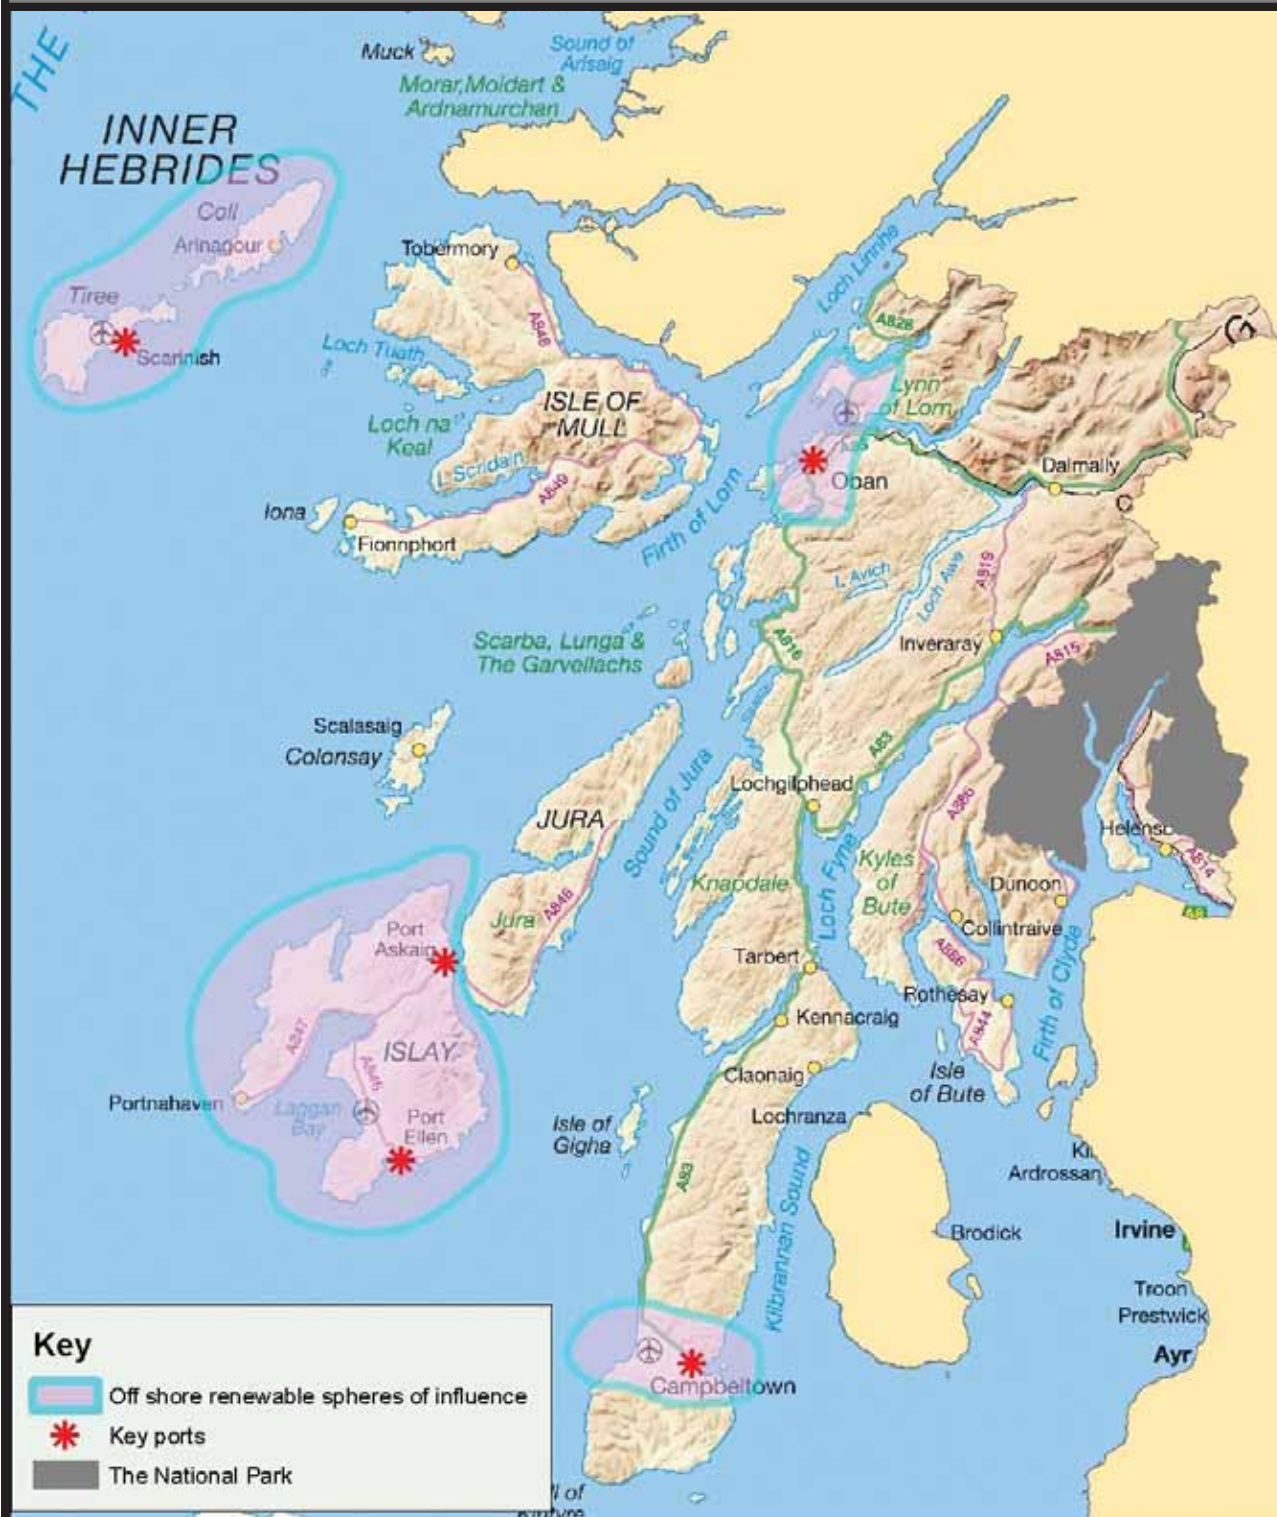 THE
Muck
Sound of
Arisaig
Morar, Moidart &
Ardnamurchan
INNER
HEBRIDES
Coll
Arinagour
Tiree
Scarinish
Tobermory
A848
Loch Tuath
Loch na
Keal
ISLE OF
MULL
L Scridain
A849
Iona
Fionnphort
Loch Linnhe
A828
Lynn
of Lorn
Oban
Dalmally
C
Firth of Lorn
L Avich
Loch Awe
A819
Inveraray
A815
A816
Scarba, Lunga &
The Garvellachs
Scalasaig
Colonsay
JURA
Sound of Jura
Lochgilphead
A83
A886
Helensb
A814
A8
Jura
A846
Knapdale
Loch Fyne
Kyles
of
Bute
Dunoon
Collintraive
Port
Askaig
Tarbert
A886
Rothesay
A844
Firth of Clyde
Kennacraig
A847
ISLAY
A846
Claonaig
Isle
of Bute
Portnahaven
Laggan
Bay
Port
Ellen
Isle of
Gigha
Lochranza
A83
Kilbrannan Sound
Kil
Ardrossan
Brodick
Irvine
Troon
Prestwick
Ayr
Campbeltown
Key
Off shore renewable spheres of influence
Key ports
The National Park
ll of
Kintyre